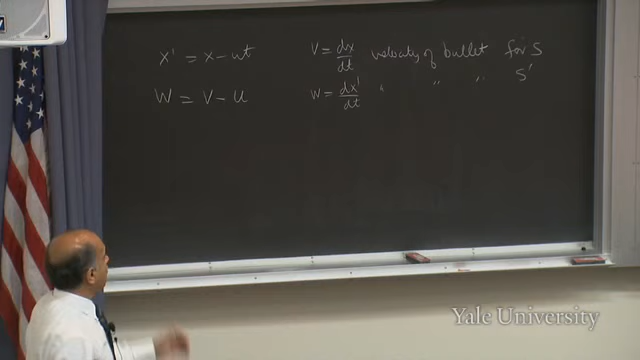 x' = x - ut    v = dx/dt velocity of bullet for S
w = v - u    w = dx'/dt " " " S'
Yale University